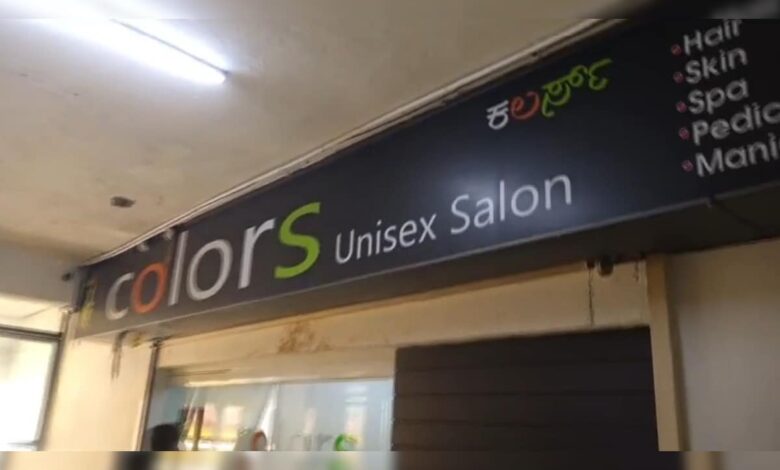 colors Unisex Salon
ಕಲರ್ಸ್
•Hair
•Skin
•Spa